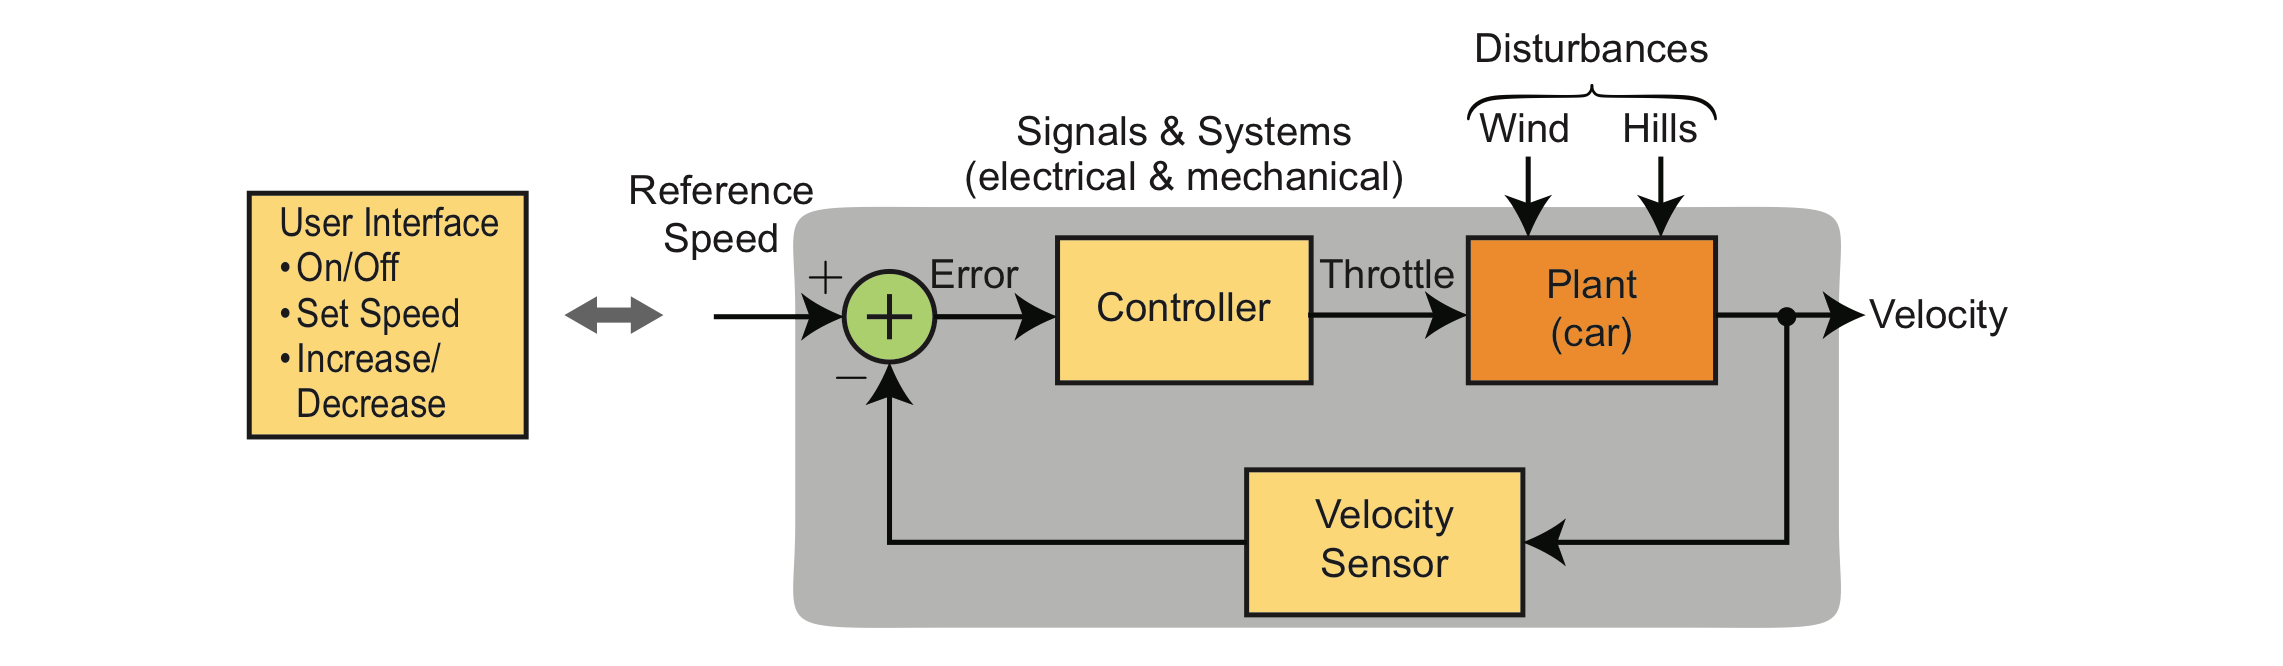 Disturbances
Wind Hills
Signals & Systems
(electrical & mechanical)
Reference
Speed
User Interface
•On/Off
•Set Speed
•Increase/
Decrease
+
−
+
Error
Controller
Throttle
Plant
(car)
Velocity
Velocity
Sensor